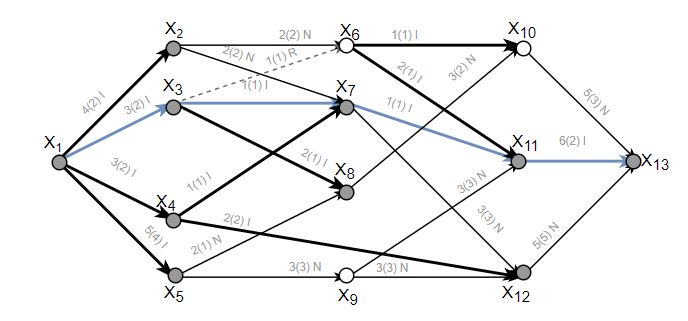 X10
X2
2(2) N
X6
1(1) I
2(2) N
1(1) R
4(2) I
X3
1(1) I
X7
2(1) I
3(2) N
5(3) N
3(2) I
1(1) I
X1
X11
6(2) I
X13
3(2) I
2(1) I
X8
1(1) I
3(3) N
X4
2(2) I
3(3) N
5(4) I
2(1) N
5(5) N
3(3) N
3(3) N
X5
X9
X12